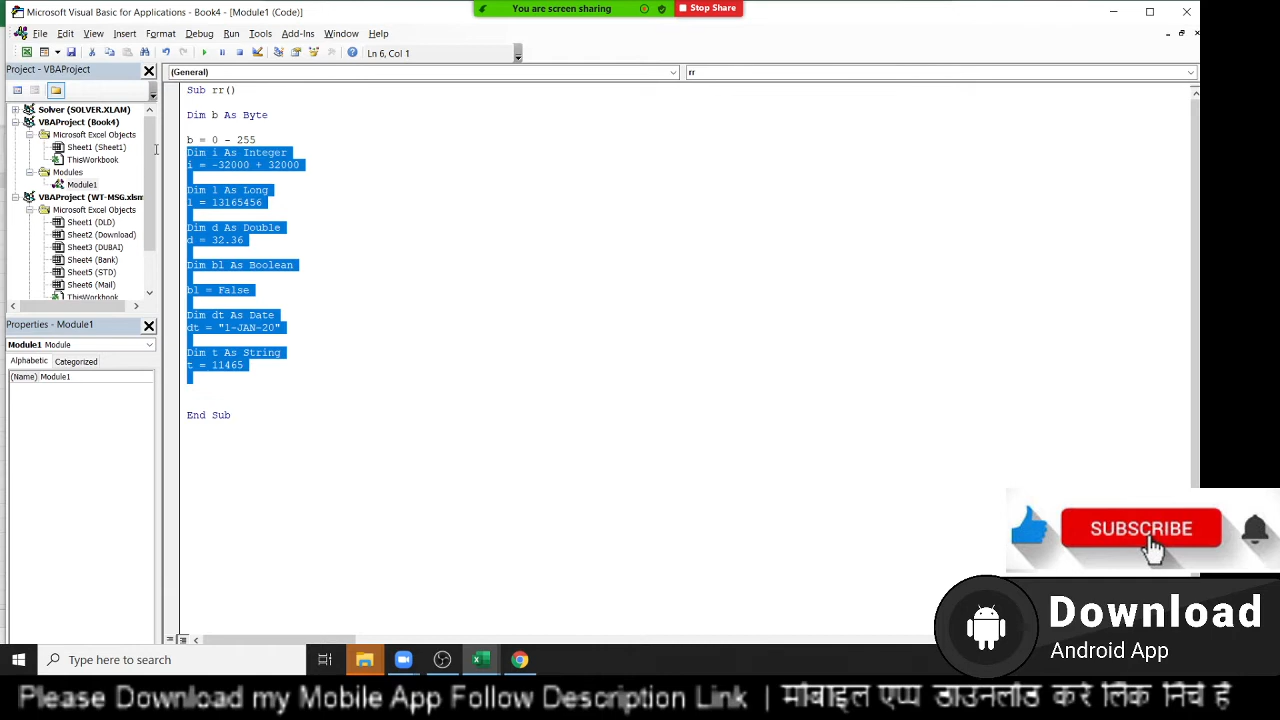 Microsoft Visual Basic for Applications - Book4 - [Module1 (Code)]
You are screen sharing
Stop Share
File Edit View Insert Format Debug Run Tools Add-Ins Window Help
Ln 6, Col 1
Project - VBAProject
(General)
rr
Solver (SOLVER.XLAM)
VBAProject (Book4)
Microsoft Excel Objects
Sheet1 (Sheet1)
ThisWorkbook
Modules
Module1
VBAProject (WT-MSG.xlsm
Microsoft Excel Objects
Sheet1 (DLD)
Sheet2 (Download)
Sheet3 (DUBAI)
Sheet4 (Bank)
Sheet5 (STD)
Sheet6 (Mail)
ThisWorkbook
Properties - Module1
Module1 Module
Alphabetic Categorized
(Name) Module1
Sub rr()
Dim b As Byte
b = 0 - 255
Dim i As Integer
i = -32000 + 32000
Dim l As Long
l = 13165456
Dim d As Double
d = 32.36
Dim bl As Boolean
bl = False
Dim dt As Date
dt = "1-JAN-20"
Dim t As String
t = 11465
End Sub
SUBSCRIBE
Download
Android App
Type here to search
Please Download my Mobile App Follow Description Link | मोबाइल एप्प डाउनलोड करे लिंक निचे है